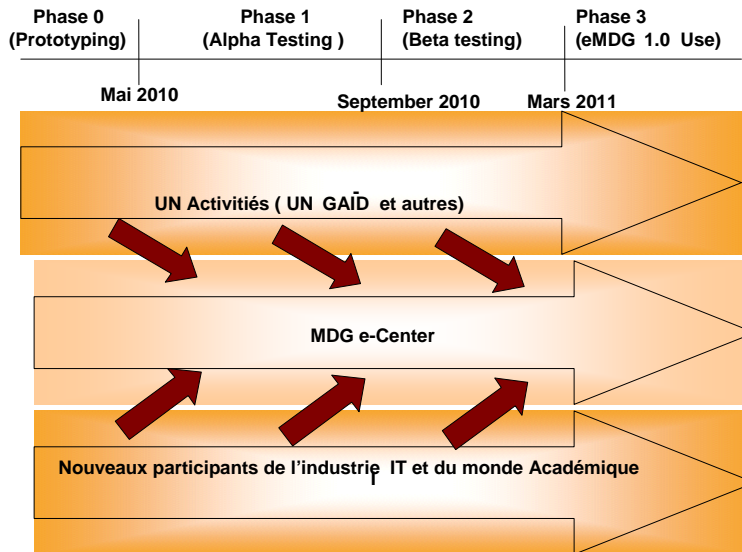 Phase 0
(Prototyping)
Phase 1
(Alpha Testing )
Phase 2
(Beta testing)
Phase 3
(eMDG 1.0 Use)
Mai 2010
September 2010
Mars 2011
UN Activitiés ( UN GAID et autres)
MDG e-Center
Nouveaux participants de l'industrie IT et du monde Académique